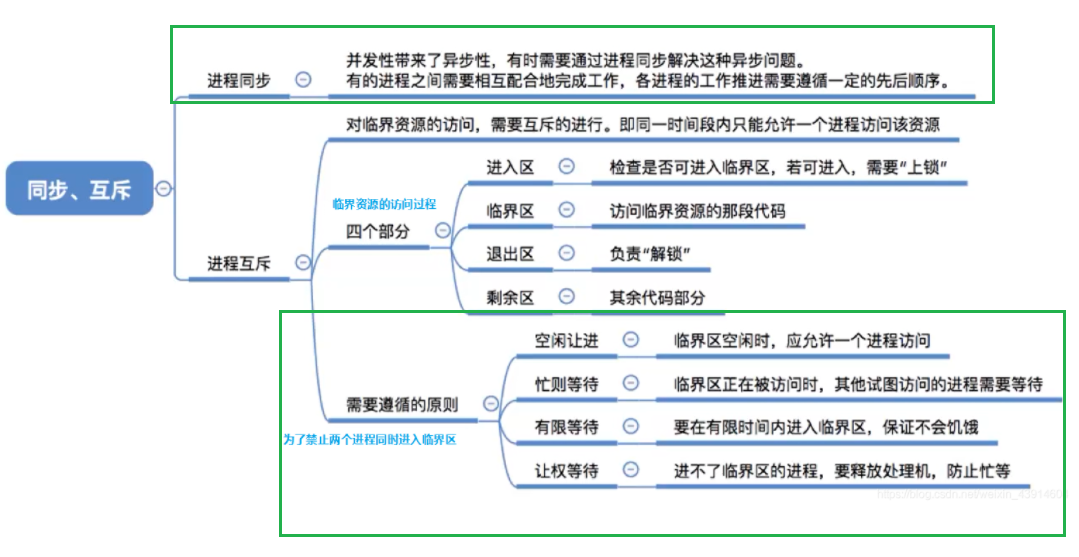 并发性带来了异步性，有时需要通过进程同步解决这种异步问题。
进程同步
有的进程之间需要相互配合地完成工作，各进程的工作推进需要遵循一定的先后顺序。
对临界资源的访问，需要互斥的进行。即同一时间段内只能允许一个进程访问该资源
同步、互斥
进入区 检查是否可进入临界区，若可进入，需要“上锁”
临界资源的访问过程
临界区 访问临界资源的那段代码
四个部分
退出区 负责“解锁”
进程互斥
剩余区 其余代码部分
空闲让进 临界区空闲时，应允许一个进程访问
忙则等待 临界区正在被访问时，其他试图访问的进程需要等待
需要遵循的原则
有限等待 要在有限时间内进入临界区，保证不会饥饿
为了禁止两个进程同时进入临界区
让权等待 进不了临界区的进程，要释放处理机，防止忙等